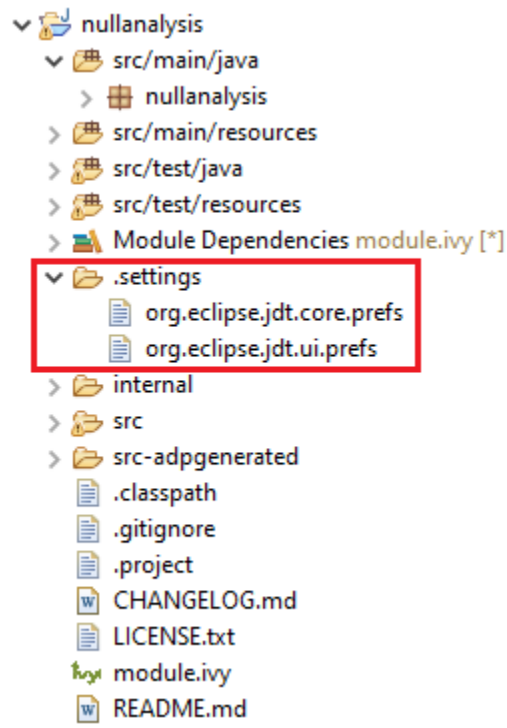 nullanalysis
src/main/java
nullanalysis
src/main/resources
src/test/java
src/test/resources
Module Dependencies module.ivy [*]
.settings
org.eclipse.jdt.core.prefs
org.eclipse.jdt.ui.prefs
internal
src
src-adpgenerated
.classpath
.gitignore
.project
CHANGELOG.md
LICENSE.txt
module.ivy
README.md